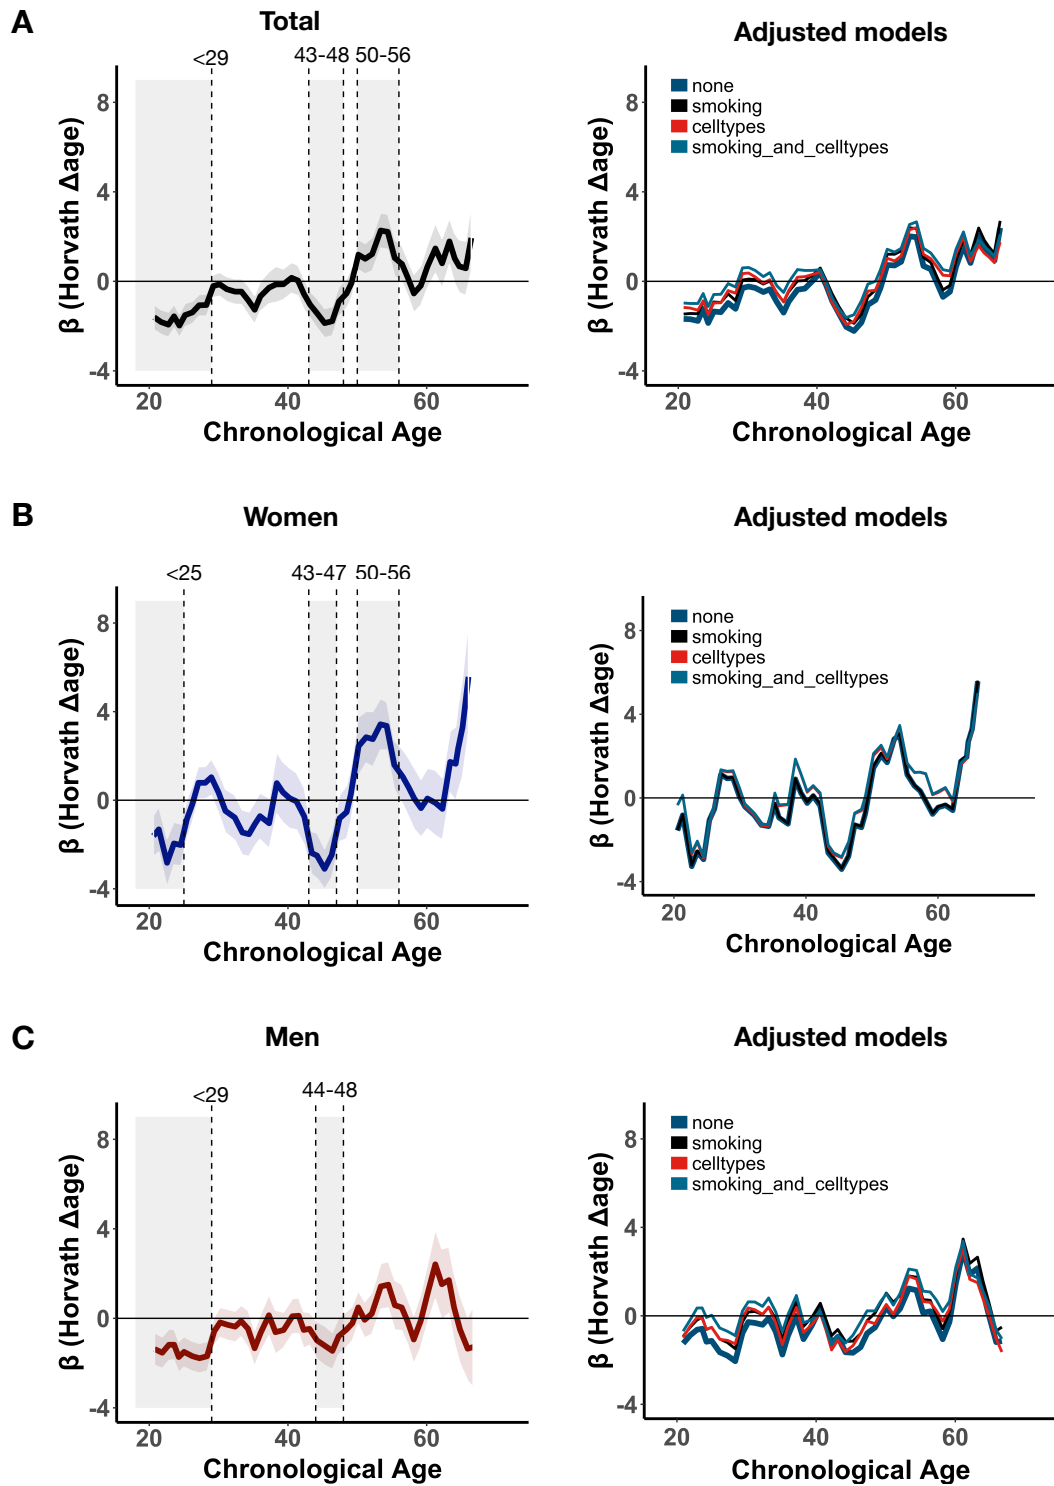 A
Total
Adjusted models
<29
43-48
50-56
β (Horvath Δage)
8
4
0
-4
20
40
60
Chronological Age
none
smoking
celltypes
smoking_and_celltypes
β (Horvath Δage)
8
4
0
-4
20
40
60
Chronological Age
B
Women
Adjusted models
<25
43-47
50-56
β (Horvath Δage)
8
4
0
-4
20
40
60
Chronological Age
none
smoking
celltypes
smoking_and_celltypes
β (Horvath Δage)
8
4
0
-4
20
40
60
Chronological Age
C
Men
Adjusted models
<29
44-48
β (Horvath Δage)
8
4
0
-4
20
40
60
Chronological Age
none
smoking
celltypes
smoking_and_celltypes
β (Horvath Δage)
8
4
0
-4
20
40
60
Chronological Age